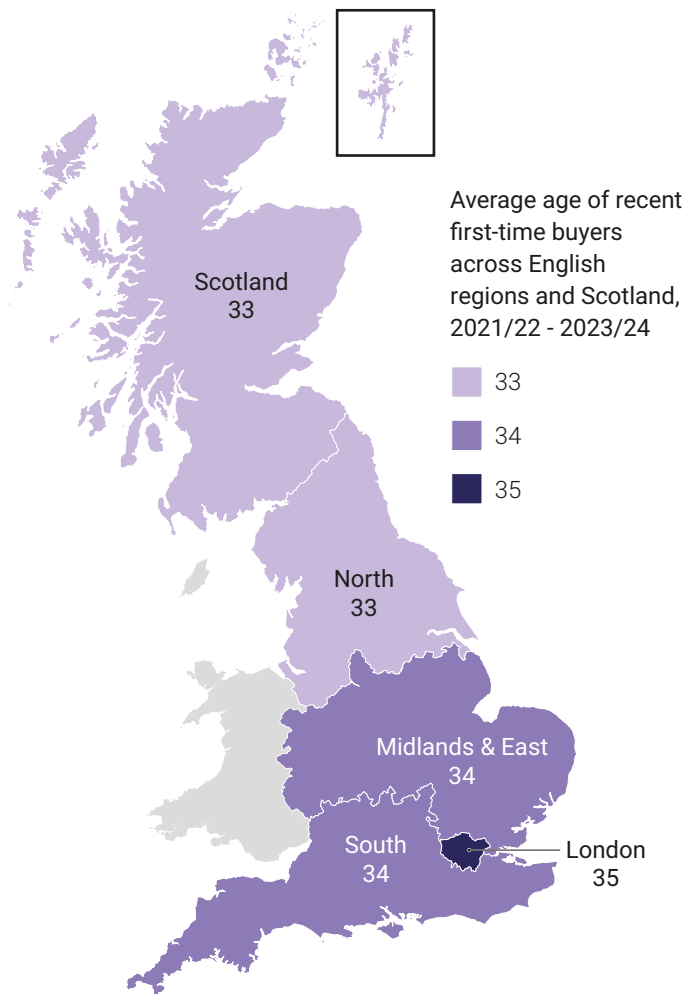 Average age of recent
first-time buyers
across English
regions and Scotland,
2021/22 - 2023/24
33
34
35
Scotland
33
North
33
Midlands & East
34
South
34
London
35